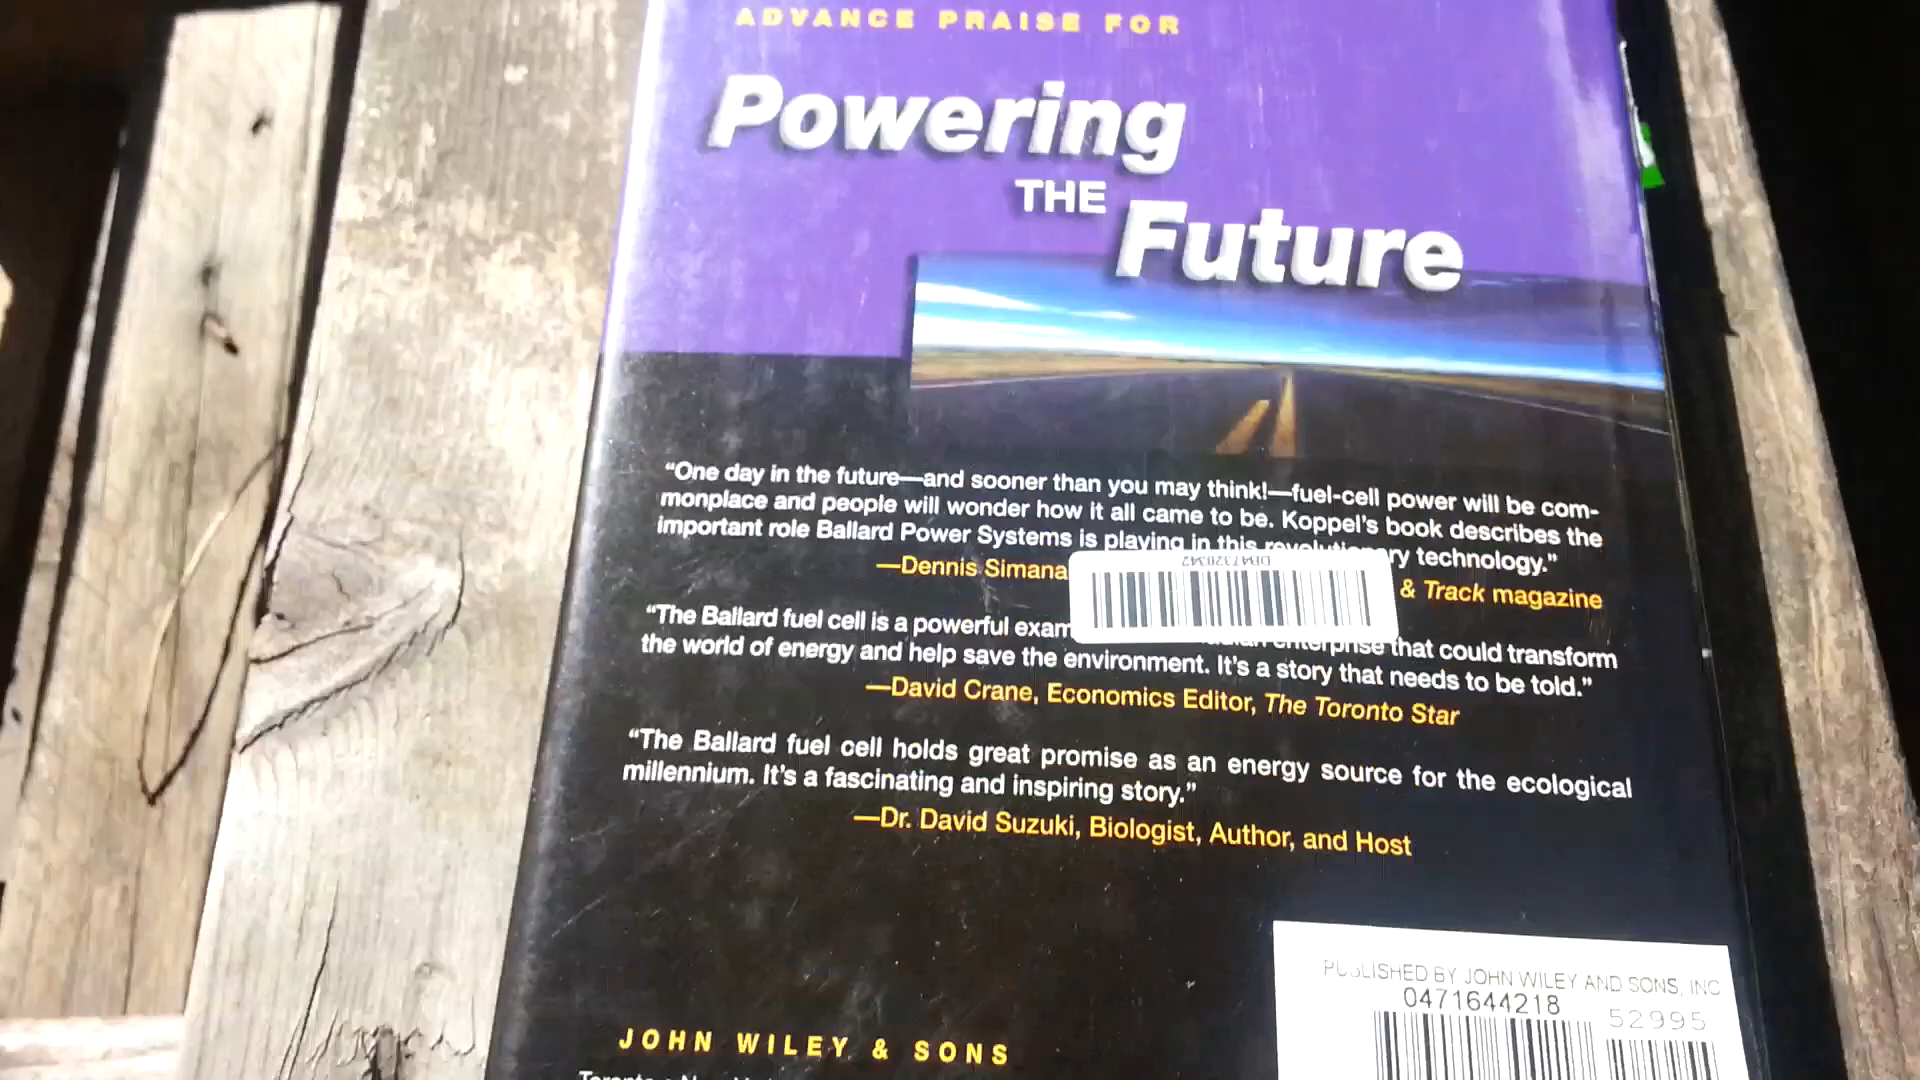 ADVANCE PRAISE FOR
Powering
THE
Future
“One day in the future—and sooner than you may think!—fuel-cell power will be com-
monplace and people will wonder how it all came to be. Koppel’s book describes the
important role Ballard Power Systems is playing in this revolutionary technology.”
—Dennis Simana & Track magazine
“The Ballard fuel cell is a powerful exam enterprise that could transform
the world of energy and help save the environment. It’s a story that needs to be told.”
—David Crane, Economics Editor, The Toronto Star
“The Ballard fuel cell holds great promise as an energy source for the ecological
millennium. It’s a fascinating and inspiring story.”
—Dr. David Suzuki, Biologist, Author, and Host
PUBLISHED BY JOHN WILEY AND SONS, INC
0471644218
52995
JOHN WILEY & SONS